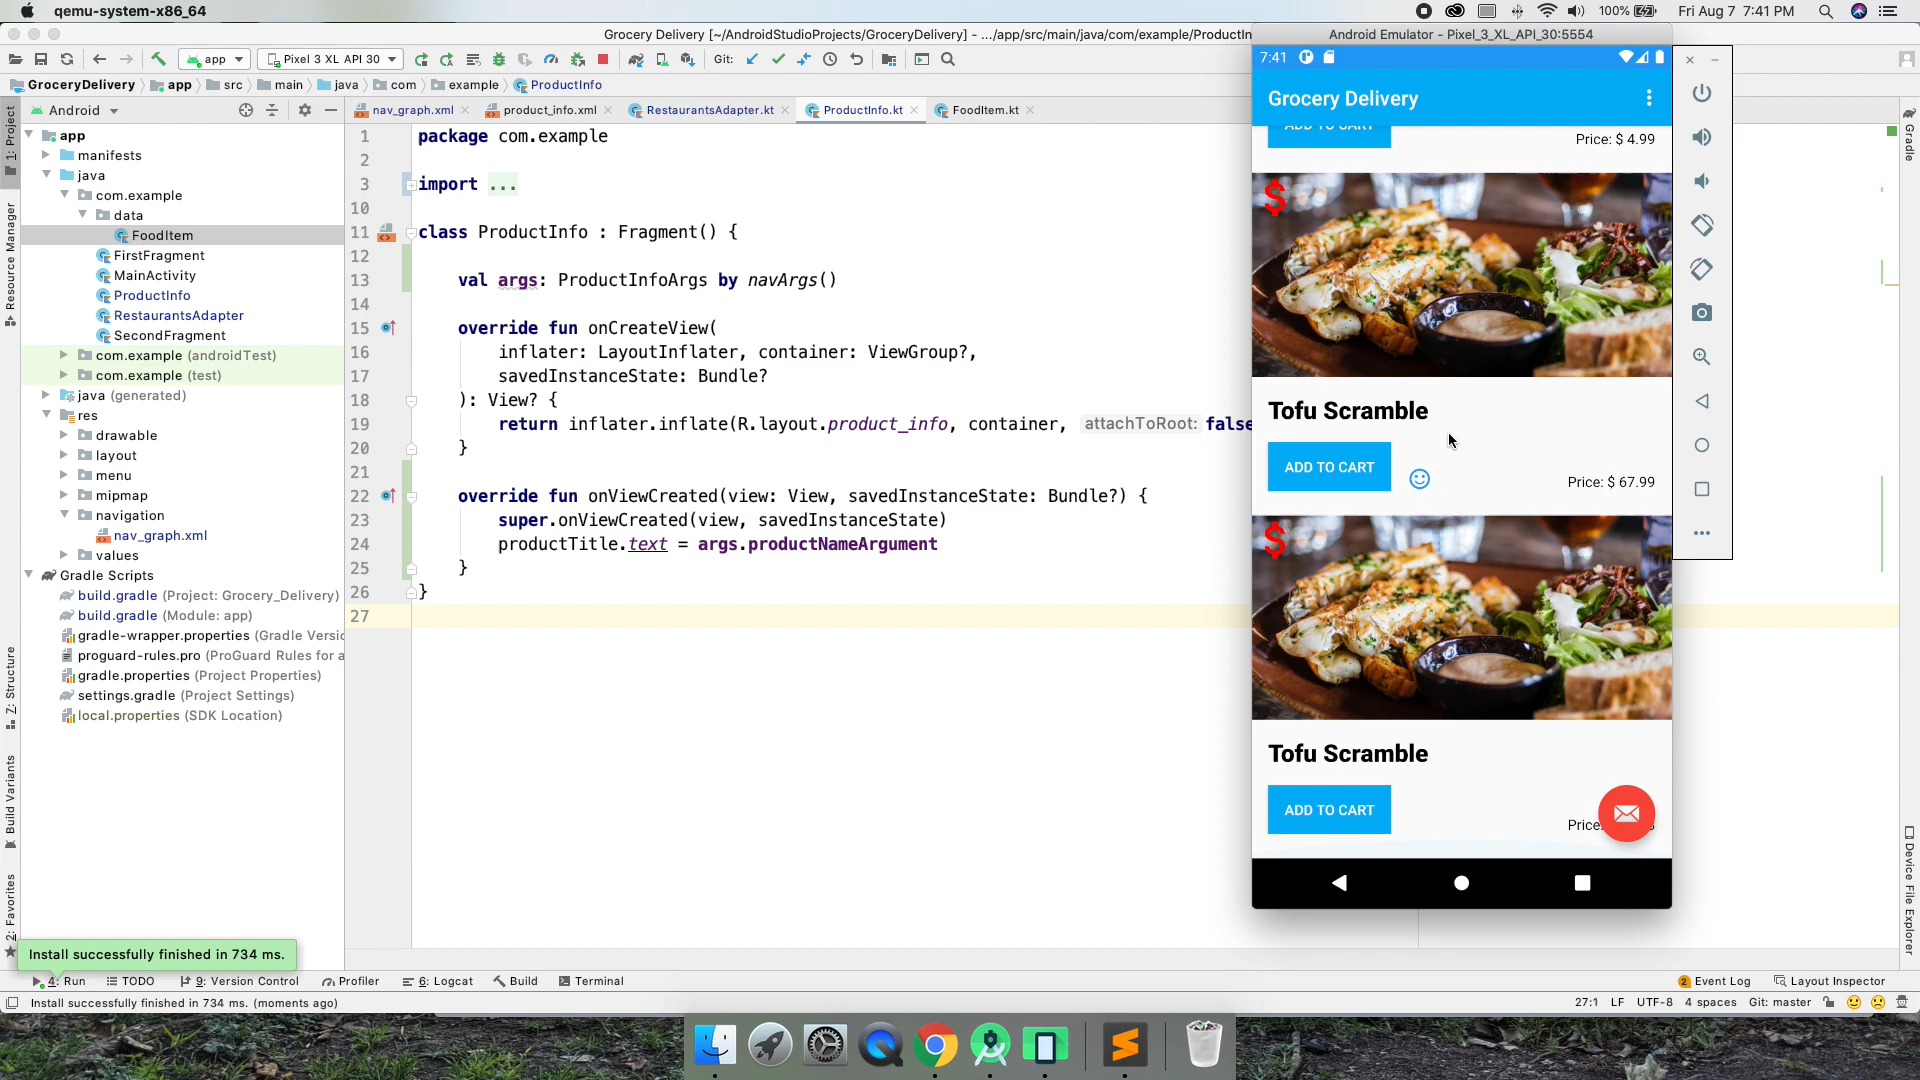 qemu-system-x86_64
100%
Fri Aug 7 7:41 PM
Grocery Delivery [~/AndroidStudioProjects/GroceryDelivery] - .../app/src/main/java/com/example/ProductIn
Android Emulator - Pixel_3_XL_API_30:5554
app
Pixel 3 XL API 30
Git:
GroceryDelivery
app
src
main
java
com
example
ProductInfo
1: Project
Resource Manager
Z: Structure
Build Variants
2: Favorites
Android
nav_graph.xml
product_info.xml
RestaurantsAdapter.kt
ProductInfo.kt
FoodItem.kt
app
manifests
java
com.example
data
FoodItem
FirstFragment
MainActivity
ProductInfo
RestaurantsAdapter
SecondFragment
com.example (androidTest)
com.example (test)
java (generated)
res
drawable
layout
menu
mipmap
navigation
nav_graph.xml
values
Gradle Scripts
build.gradle (Project: Grocery_Delivery)
build.gradle (Module: app)
gradle-wrapper.properties (Gradle Versic
proguard-rules.pro (ProGuard Rules for a
gradle.properties (Project Properties)
settings.gradle (Project Settings)
local.properties (SDK Location)
1 package com.example
2
3 import ...
10
11 class ProductInfo : Fragment() {
12
13 val args: ProductInfoArgs by navArgs()
14
15 override fun onCreateView(
16 inflater: LayoutInflater, container: ViewGroup?,
17 savedInstanceState: Bundle?
18 ): View? {
19 return inflater.inflate(R.layout.product_info, container, attachToRoot: false
20 }
21
22 override fun onViewCreated(view: View, savedInstanceState: Bundle?) {
23 super.onViewCreated(view, savedInstanceState)
24 productTitle.text = args.productNameArgument
25 }
26 }
27
7:41
Grocery Delivery
ADD TO CART
Price: $ 4.99
$
Tofu Scramble
ADD TO CART
Price: $ 67.99
$
Tofu Scramble
ADD TO CART
Price:
Gradle
Device File Explorer
Install successfully finished in 734 ms.
4: Run
TODO
9: Version Control
Profiler
6: Logcat
Build
Terminal
2 Event Log
Layout Inspector
Install successfully finished in 734 ms. (moments ago)
27:1
LF
UTF-8
4 spaces
Git: master